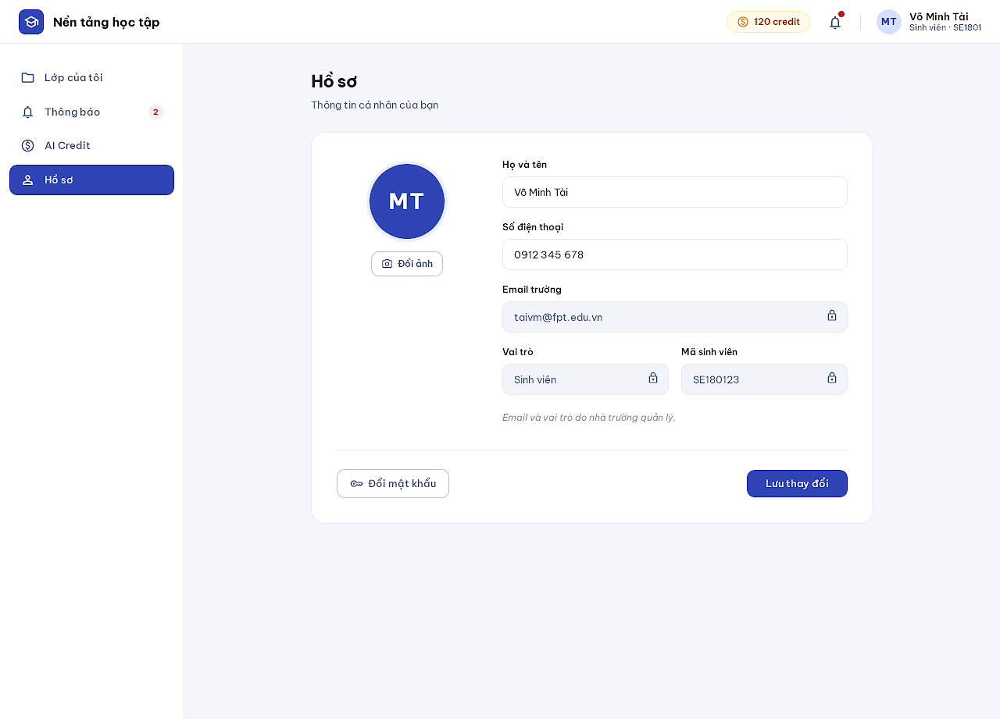 Nền tảng học tập
120 credit
MT
Võ Minh Tài
Sinh viên · SE1801
Lớp của tôi
Thông báo 2
AI Credit
Hồ sơ
Hồ sơ
Thông tin cá nhân của bạn
MT
Đổi ảnh
Họ và tên
Võ Minh Tài
Số điện thoại
0912 345 678
Email trường
taivm@fpt.edu.vn
Vai trò Mã sinh viên
Sinh viên SE180123
Email và vai trò do nhà trường quản lý.
Đổi mật khẩu Lưu thay đổi